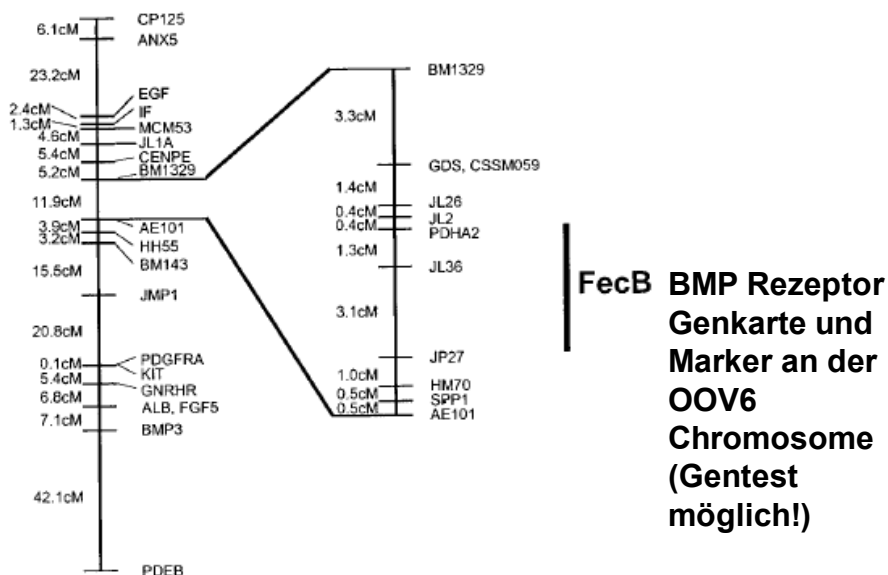 CP125
6.1cM
ANX5
23.2cM
EGF
2.4cM
IF
1.3cM
MCM53
4.6cM
JL1A
5.4cM
CENPE
5.2cM
BM1329
11.9cM
AE101
3.9cM
HH55
3.2cM
BM143
15.5cM
JMP1
20.8cM
PDGFRA
0.1cM
KIT
5.4cM
GNRHR
6.8cM
ALB, FGF5
7.1cM
BMP3
42.1cM
PDEB
BM1329
3.3cM
GDS, CSSM059
1.4cM
JL26
0.4cM
JL2
0.4cM
PDHA2
1.3cM
JL36
3.1cM
JP27
1.0cM
HM70
0.5cM
SPP1
0.5cM
AE101
FecB
BMP Rezeptor
Genkarte und
Marker an der
OOV6
Chromosome
(Gentest
möglich!)